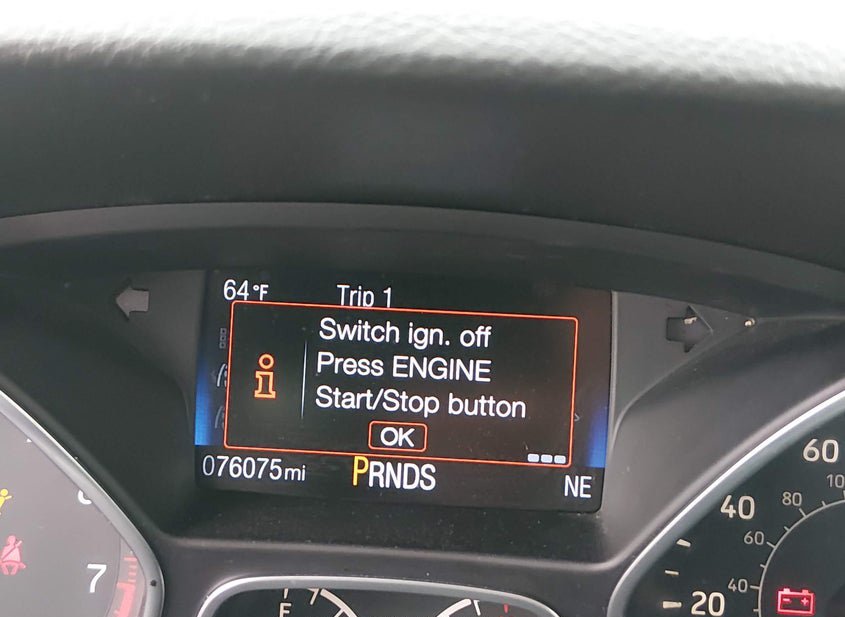 64°F Trip 1
Switch ign. off
Press ENGINE
Start/Stop button
OK
076075mi PRNDS NE
7
F
60
40
20
10
80
60
40